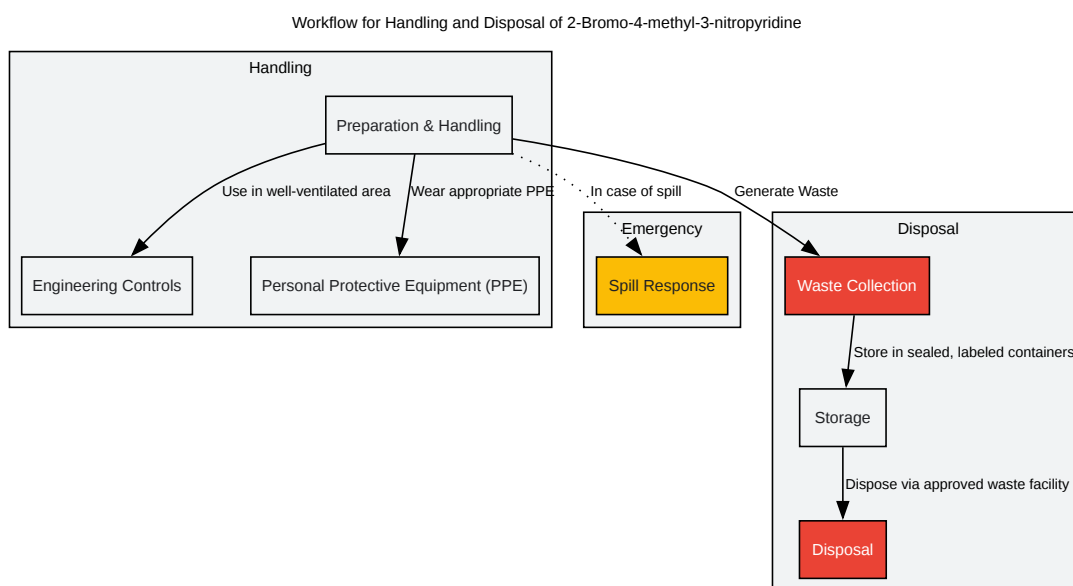 Workflow for Handling and Disposal of 2-Bromo-4-methyl-3-nitropyridine
Handling
Preparation & Handling
Use in well-ventilated area
Wear appropriate PPE
In case of spill
Generate Waste
Emergency
Disposal
Engineering Controls
Personal Protective Equipment (PPE)
Spill Response
Waste Collection
Store in sealed, labeled containers
Storage
Dispose via approved waste facility
Disposal